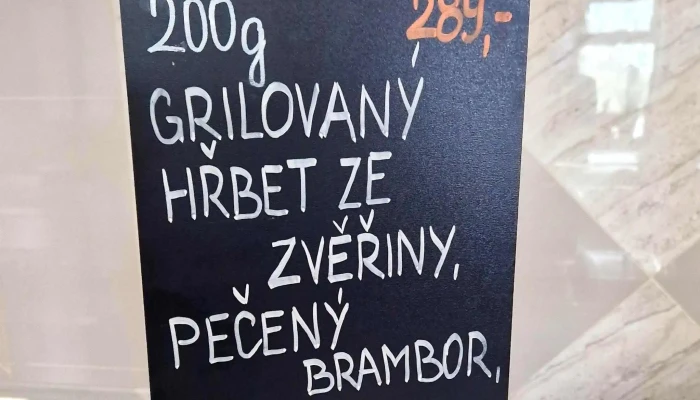 200g 289,-
GRILOVANÝ
HŘBET ZE
ZVĚŘINY,
PEČENÝ
BRAMBOR,